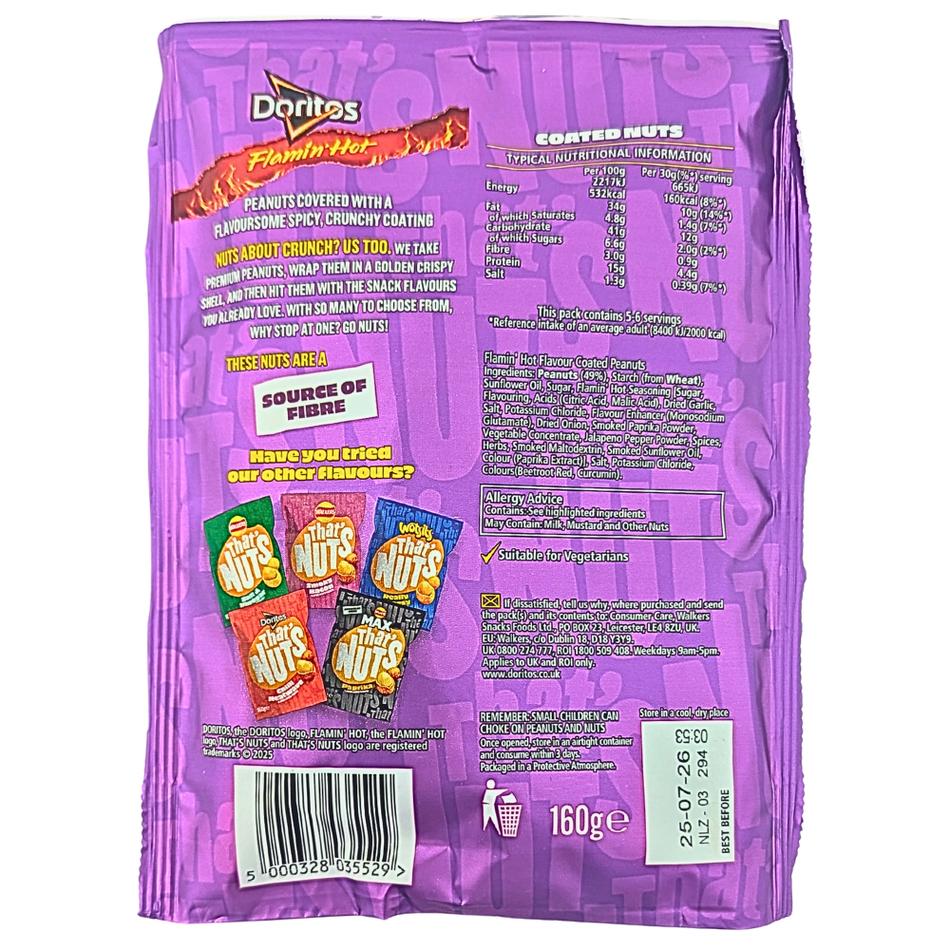 Doritos
Flamin' Hot
PEANUTS COVERED WITH A
FLAVOURSOME SPICY, CRUNCHY COATING
NUTS ABOUT CRUNCH? US TOO. WE TAKE
PREMIUM PEANUTS, WRAP THEM IN A GOLDEN CRISPY
SHELL, AND THEN HIT THEM WITH THE SNACK FLAVOURS
YOU ALREADY LOVE. WITH SO MANY TO CHOOSE FROM,
WHY STOP AT ONE? GO NUTS!
THESE NUTS ARE A
SOURCE OF
FIBRE
Have you tried
our other flavours?
That's
NUTS
WALKERS
That's
NUTS
Smoky
Bacon
Wotsits
That's
NUTS
Really
Doritos
That's
NUTS
Chilli
Heatwave
MAX
That's
NUTS
Paprika
DORITOS, the DORITOS logo, FLAMIN' HOT, the FLAMIN' HOT
logo, THAT'S NUTS and THAT'S NUTS logo are registered
trademarks © 2025
5 000328 035529 >
COATED NUTS
TYPICAL NUTRITIONAL INFORMATION
Per 100g Per 30g(%*) serving
Energy 2217kJ 665kJ
532kcal 160kcal (8%*)
Fat 34g 10g (14%*)
of which Saturates 4.8g 1.4g (7%*)
Carbohydrate 41g 12g
of which Sugars 6.6g 2.0g (2%*)
Fibre 3.0g 0.9g
Protein 15g 4.4g
Salt 1.3g 0.39g (7%*)
This pack contains 5-6 servings
*Reference intake of an average adult (8400 kJ/2000 kcal)
Flamin' Hot Flavour Coated Peanuts
Ingredients: Peanuts (49%), Starch (from Wheat),
Sunflower Oil, Sugar, Flamin' Hot Seasoning [Sugar,
Flavouring, Acids (Citric Acid, Malic Acid), Dried Garlic,
Salt, Potassium Chloride, Flavour Enhancer (Monosodium
Glutamate), Dried Onion, Smoked Paprika Powder,
Vegetable Concentrate, Jalapeno Pepper Powder, Spices,
Herbs, Smoked Maltodextrin, Smoked Sunflower Oil,
Colour (Paprika Extract)], Salt, Potassium Chloride,
Colours (Beetroot Red, Curcumin).
Allergy Advice
Contains: See highlighted ingredients
May Contain: Milk, Mustard and Other Nuts
Suitable for Vegetarians
If dissatisfied, tell us why, where purchased and send
the pack(s) and its contents to: Consumer Care, Walkers
Snacks Foods Ltd., PO BOX 23, Leicester, LE4 8ZU, UK.
EU: Walkers, c/o Dublin 18, D18 Y3Y9.
UK 0800 274 777, ROI 1800 509 408. Weekdays 9am-5pm.
Applies to UK and ROI only.
www.doritos.co.uk
REMEMBER: SMALL CHILDREN CAN
CHOKE ON PEANUTS AND NUTS
Once opened, store in an airtight container
and consume within 3 days.
Packaged in a Protective Atmosphere.
160g e
Store in a cool, dry place
25-07-26
NLZ - 03 294 03 03:53
BEST BEFORE